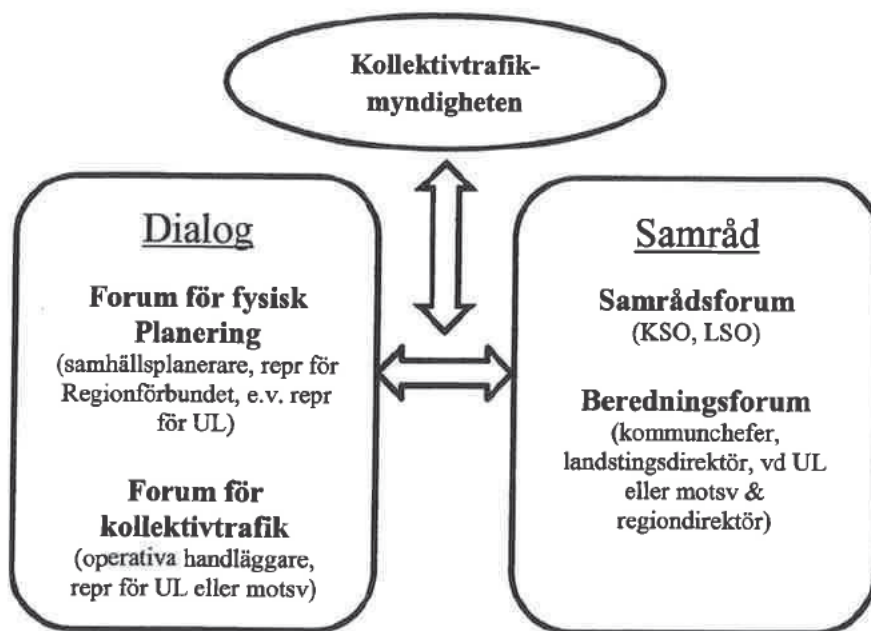 Kollektivtrafik-
myndigheten
Dialog
Forum för fysisk
Planering
(samhällsplanerare, repr för
Regionförbundet, e.v. repr
för UL)
Forum för
kollektivtrafik
(operativa handläggare,
repr för UL eller motsv)
Samråd
Samrådsforum
(KSO, LSO)
Beredningsforum
(kommunchefer,
landstingsdirektör, vd UL
eller motsv &
regiondirektör)